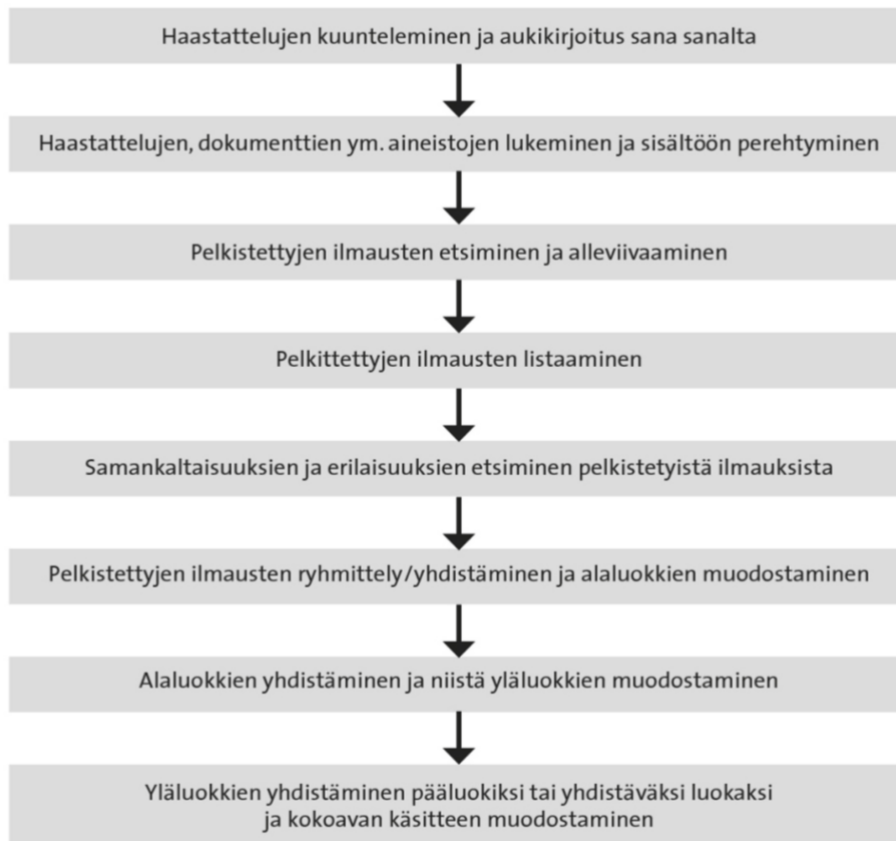 Haastattelujen kuunteleminen ja aukikirjoitus sana sanalta
Haastattelujen, dokumenttien ym. aineistojen lukeminen ja sisältöön perehtyminen
Pelkistettyjen ilmausten etsiminen ja alleviivaaminen
Pelkittettyjen ilmausten listaaminen
Samankaltaisuuksien ja erilaisuuksien etsiminen pelkistetyistä ilmauksista
Pelkistettyjen ilmausten ryhmittely/yhdistäminen ja alaluokkien muodostaminen
Alaluokkien yhdistäminen ja niistä yläluokkien muodostaminen
Yläluokkien yhdistäminen pääluokiksi tai yhdistäväksi luokaksi
ja kokoavan käsitteen muodostaminen